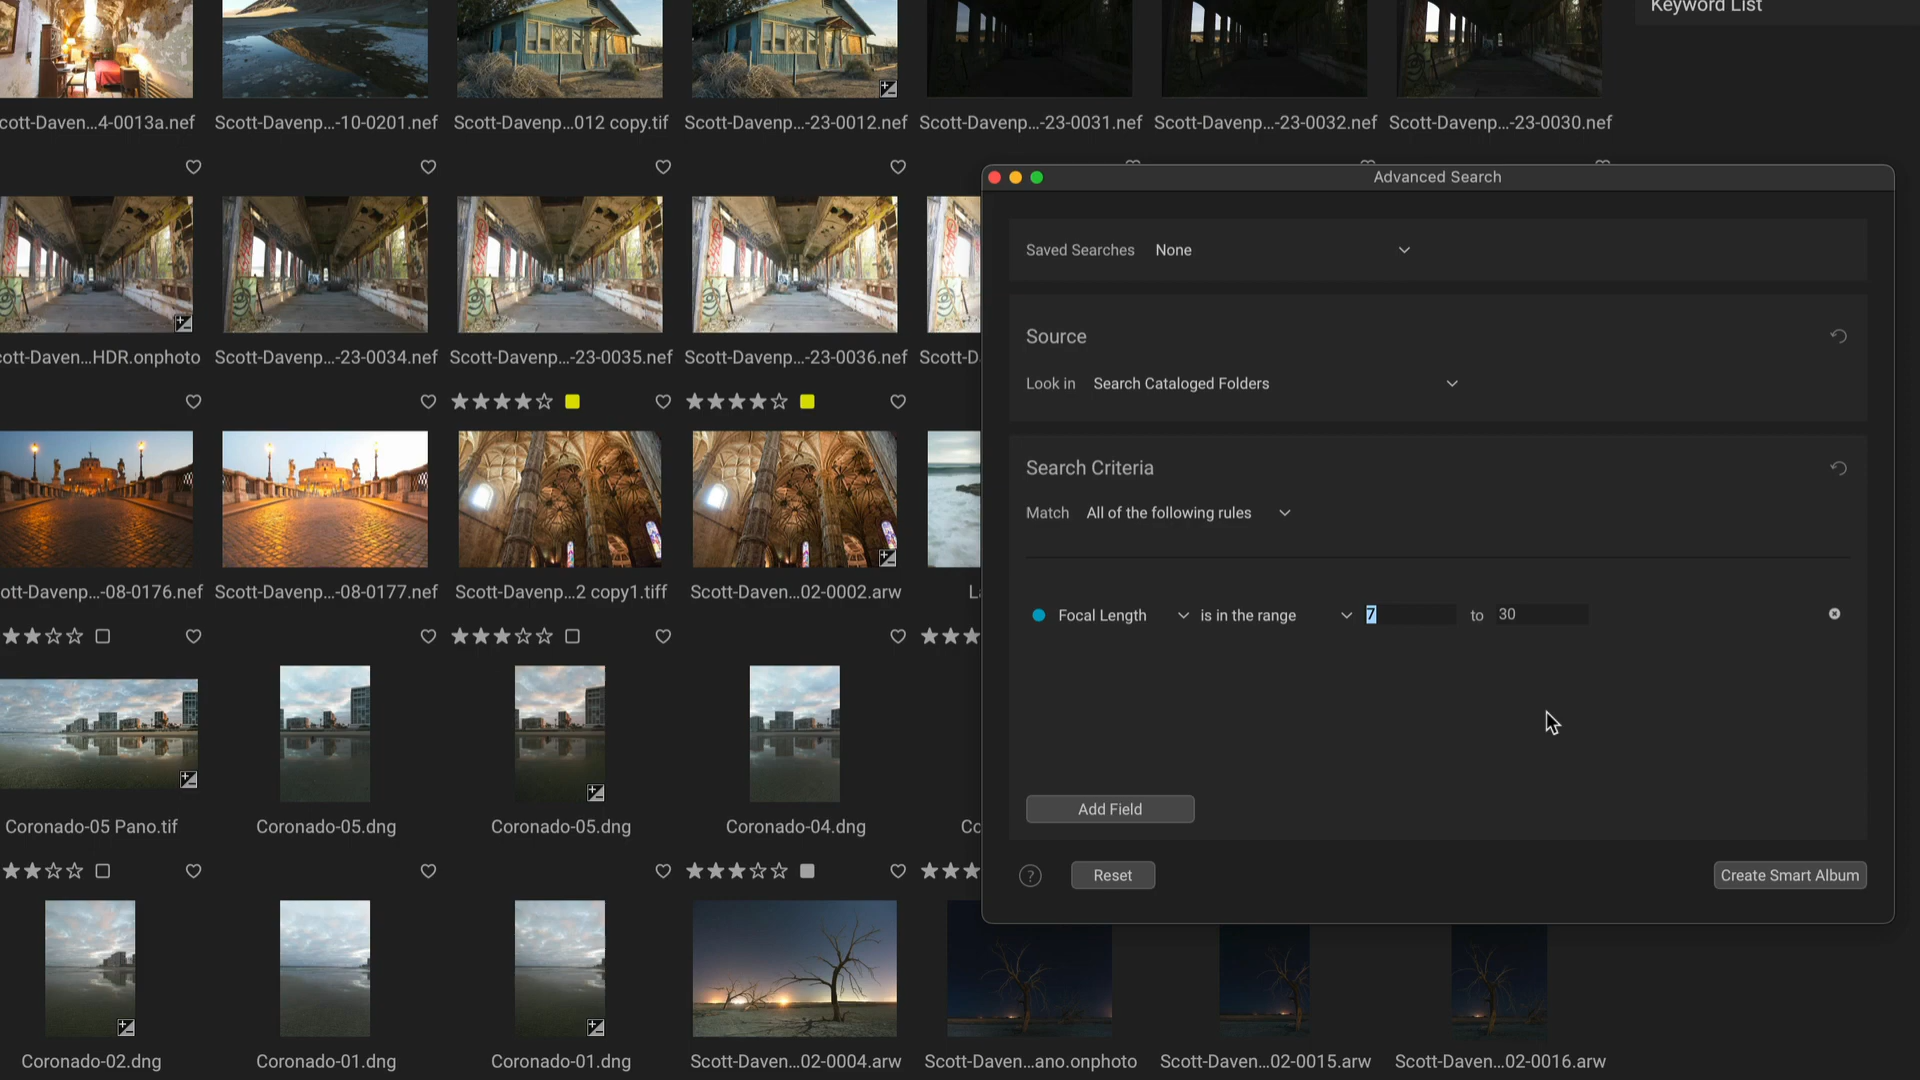 Keyword List
cott-Daven...4-0013a.nef
Scott-Davenp...-10-0201.nef
Scott-Davenp...012 copy.tif
Scott-Davenp...-23-0012.nef
Scott-Davenp...-23-0031.nef
Scott-Davenp...-23-0032.nef
Scott-Davenp...-23-0030.nef
Advanced Search
Saved Searches None
Source
Look in Search Cataloged Folders
Search Criteria
Match All of the following rules
Focal Length is in the range 7 to 30
Add Field
? Reset Create Smart Album
ott-Daven...HDR.onphoto
Scott-Davenp...-23-0034.nef
Scott-Davenp...-23-0035.nef
Scott-Davenp...-23-0036.nef
Scott-D
ott-Davenp...-08-0176.nef
Scott-Davenp...-08-0177.nef
Scott-Davenp...2 copy1.tiff
Scott-Daven...02-0002.arw
Coronado-05 Pano.tif
Coronado-05.dng
Coronado-05.dng
Coronado-04.dng
Co
Coronado-02.dng
Coronado-01.dng
Coronado-01.dng
Scott-Daven...02-0004.arw
Scott-Daven...ano.onphoto
Scott-Daven...02-0015.arw
Scott-Daven...02-0016.arw